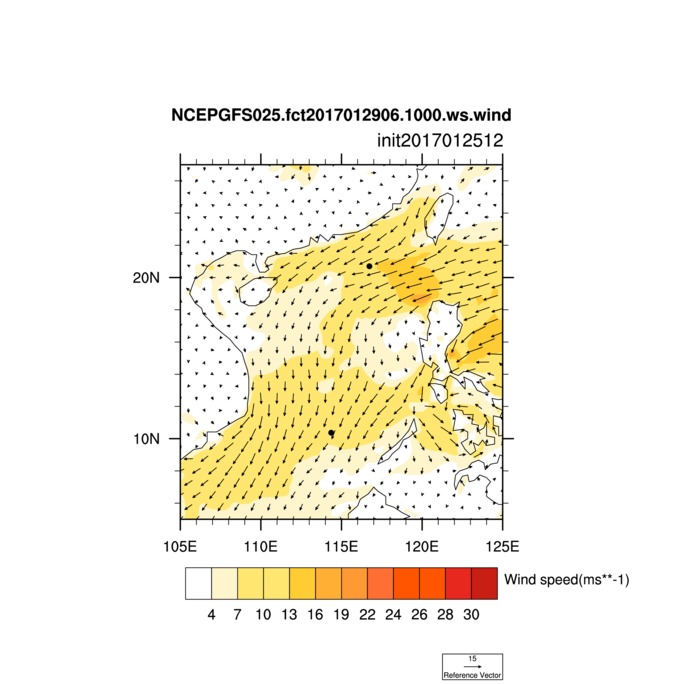 NCEPGFS025.fct2017012906.1000.ws.wind
init2017012512
20N
10N
105E 110E 115E 120E 125E
Wind speed(ms**-1)
4 7 10 13 16 19 22 24 26 28 30
15
Reference Vector